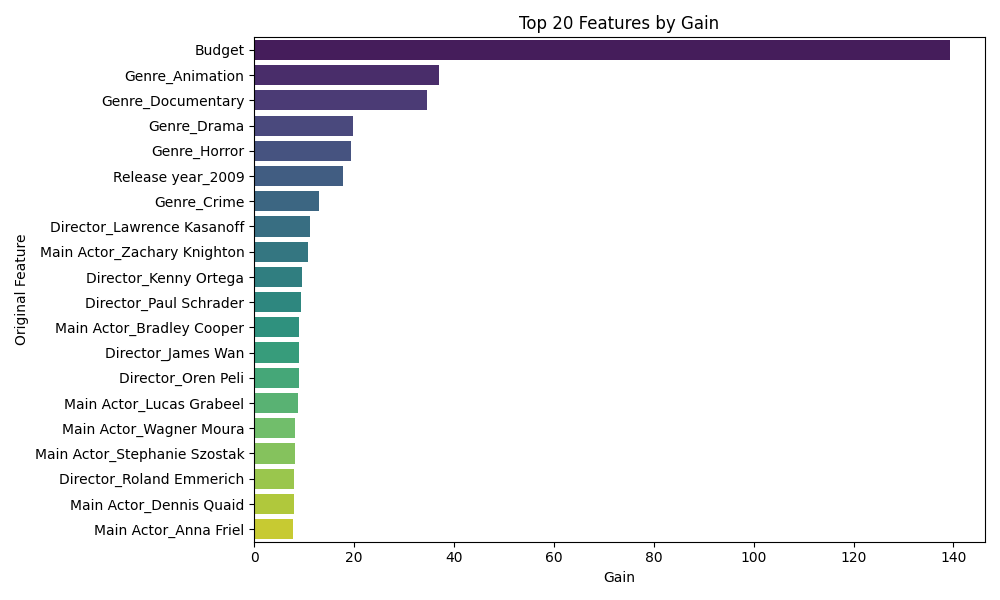 Top 20 Features by Gain
Original Feature
Budget
Genre_Animation
Genre_Documentary
Genre_Drama
Genre_Horror
Release year_2009
Genre_Crime
Director_Lawrence Kasanoff
Main Actor_Zachary Knighton
Director_Kenny Ortega
Director_Paul Schrader
Main Actor_Bradley Cooper
Director_James Wan
Director_Oren Peli
Main Actor_Lucas Grabeel
Main Actor_Wagner Moura
Main Actor_Stephanie Szostak
Director_Roland Emmerich
Main Actor_Dennis Quaid
Main Actor_Anna Friel
0 20 40 60 80 100 120 140
Gain